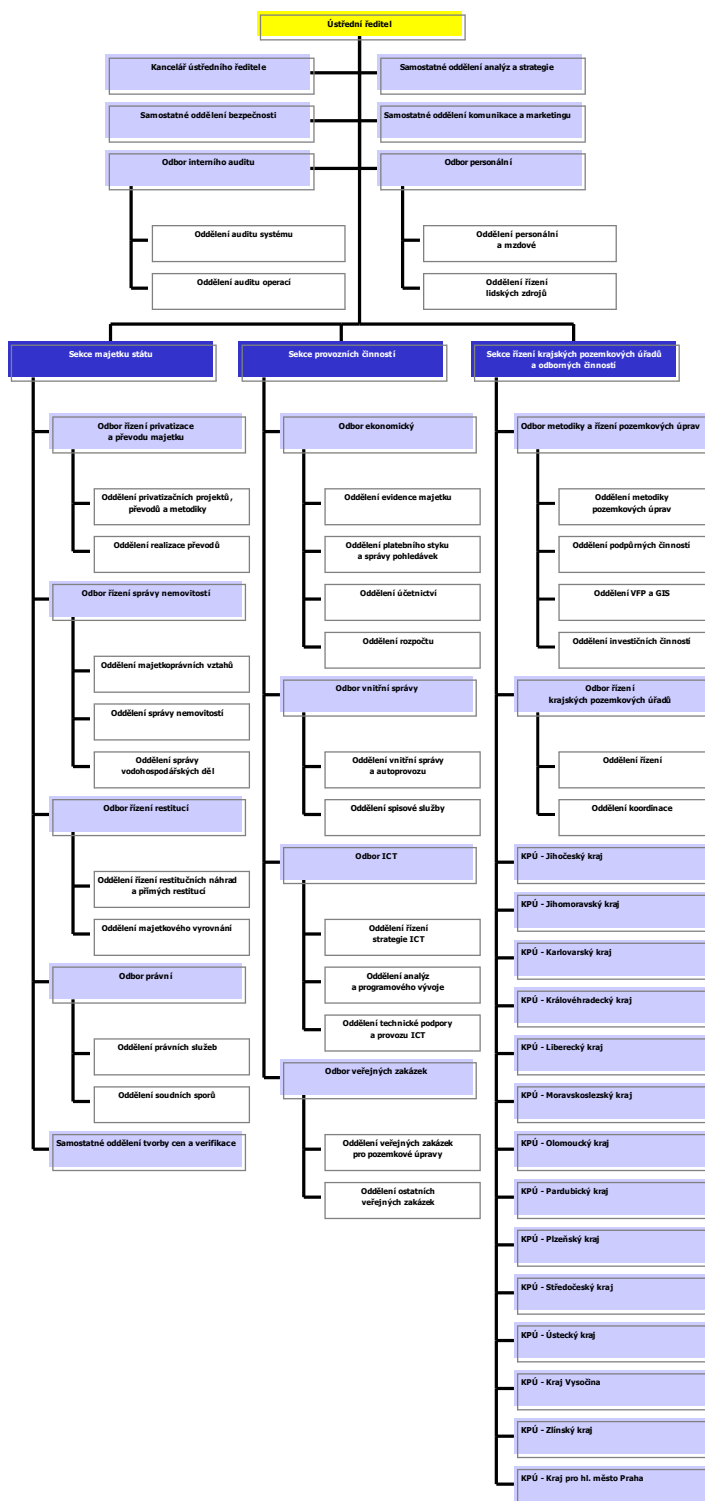 Ústřední ředitel
Kancelář ústředního ředitele
Samostatné oddělení analýz a strategie
Samostatné oddělení bezpečnosti
Samostatné oddělení komunikace a marketingu
Odbor interního auditu
Odbor personální
Oddělení auditu systému
Oddělení personální
a mzdové
Oddělení auditu operací
Oddělení řízení
lidských zdrojů
Sekce majetku státu
Odbor řízení privatizace
a převodu majetku
Oddělení privatizačních projektů,
převodů a metodiky
Oddělení realizace převodů
Odbor řízení správy nemovitostí
Oddělení majetkoprávních vztahů
Oddělení správy nemovitostí
Oddělení správy
vodohospodářských děl
Odbor řízení restitucí
Oddělení řízení restitučních náhrad
a přímých restitucí
Oddělení majetkového vyrovnání
Odbor právní
Oddělení právních služeb
Oddělení soudních sporů
Samostatné oddělení tvorby cen a verifikace
Sekce provozních činností
Odbor ekonomický
Oddělení evidence majetku
Oddělení platebního styku
a správy pohledávek
Oddělení účetnictví
Oddělení rozpočtu
Odbor vnitřní správy
Oddělení vnitřní správy
a autoprovozu
Oddělení spisové služby
Odbor ICT
Oddělení řízení
strategie ICT
Oddělení analýz
a programového vývoje
Oddělení technické podpory
a provozu ICT
Odbor veřejných zakázek
Oddělení veřejných zakázek
pro pozemkové úpravy
Oddělení ostatních
veřejných zakázek
Sekce řízení krajských pozemkových úřadů
a odborných činností
Odbor metodiky a řízení pozemkových úprav
Oddělení metodiky
pozemkových úprav
Oddělení podpůrných činností
Oddělení VFP a GIS
Oddělení investičních činností
Odbor řízení
krajských pozemkových úřadů
Oddělení řízení
Oddělení koordinace
KPÚ - Jihočeský kraj
KPÚ - Jihomoravský kraj
KPÚ - Karlovarský kraj
KPÚ - Královéhradecký kraj
KPÚ - Liberecký kraj
KPÚ - Moravskoslezský kraj
KPÚ - Olomoucký kraj
KPÚ - Pardubický kraj
KPÚ - Plzeňský kraj
KPÚ - Středočeský kraj
KPÚ - Ústecký kraj
KPÚ - Kraj Vysočina
KPÚ - Zlínský kraj
KPÚ - Kraj pro hl. město Praha